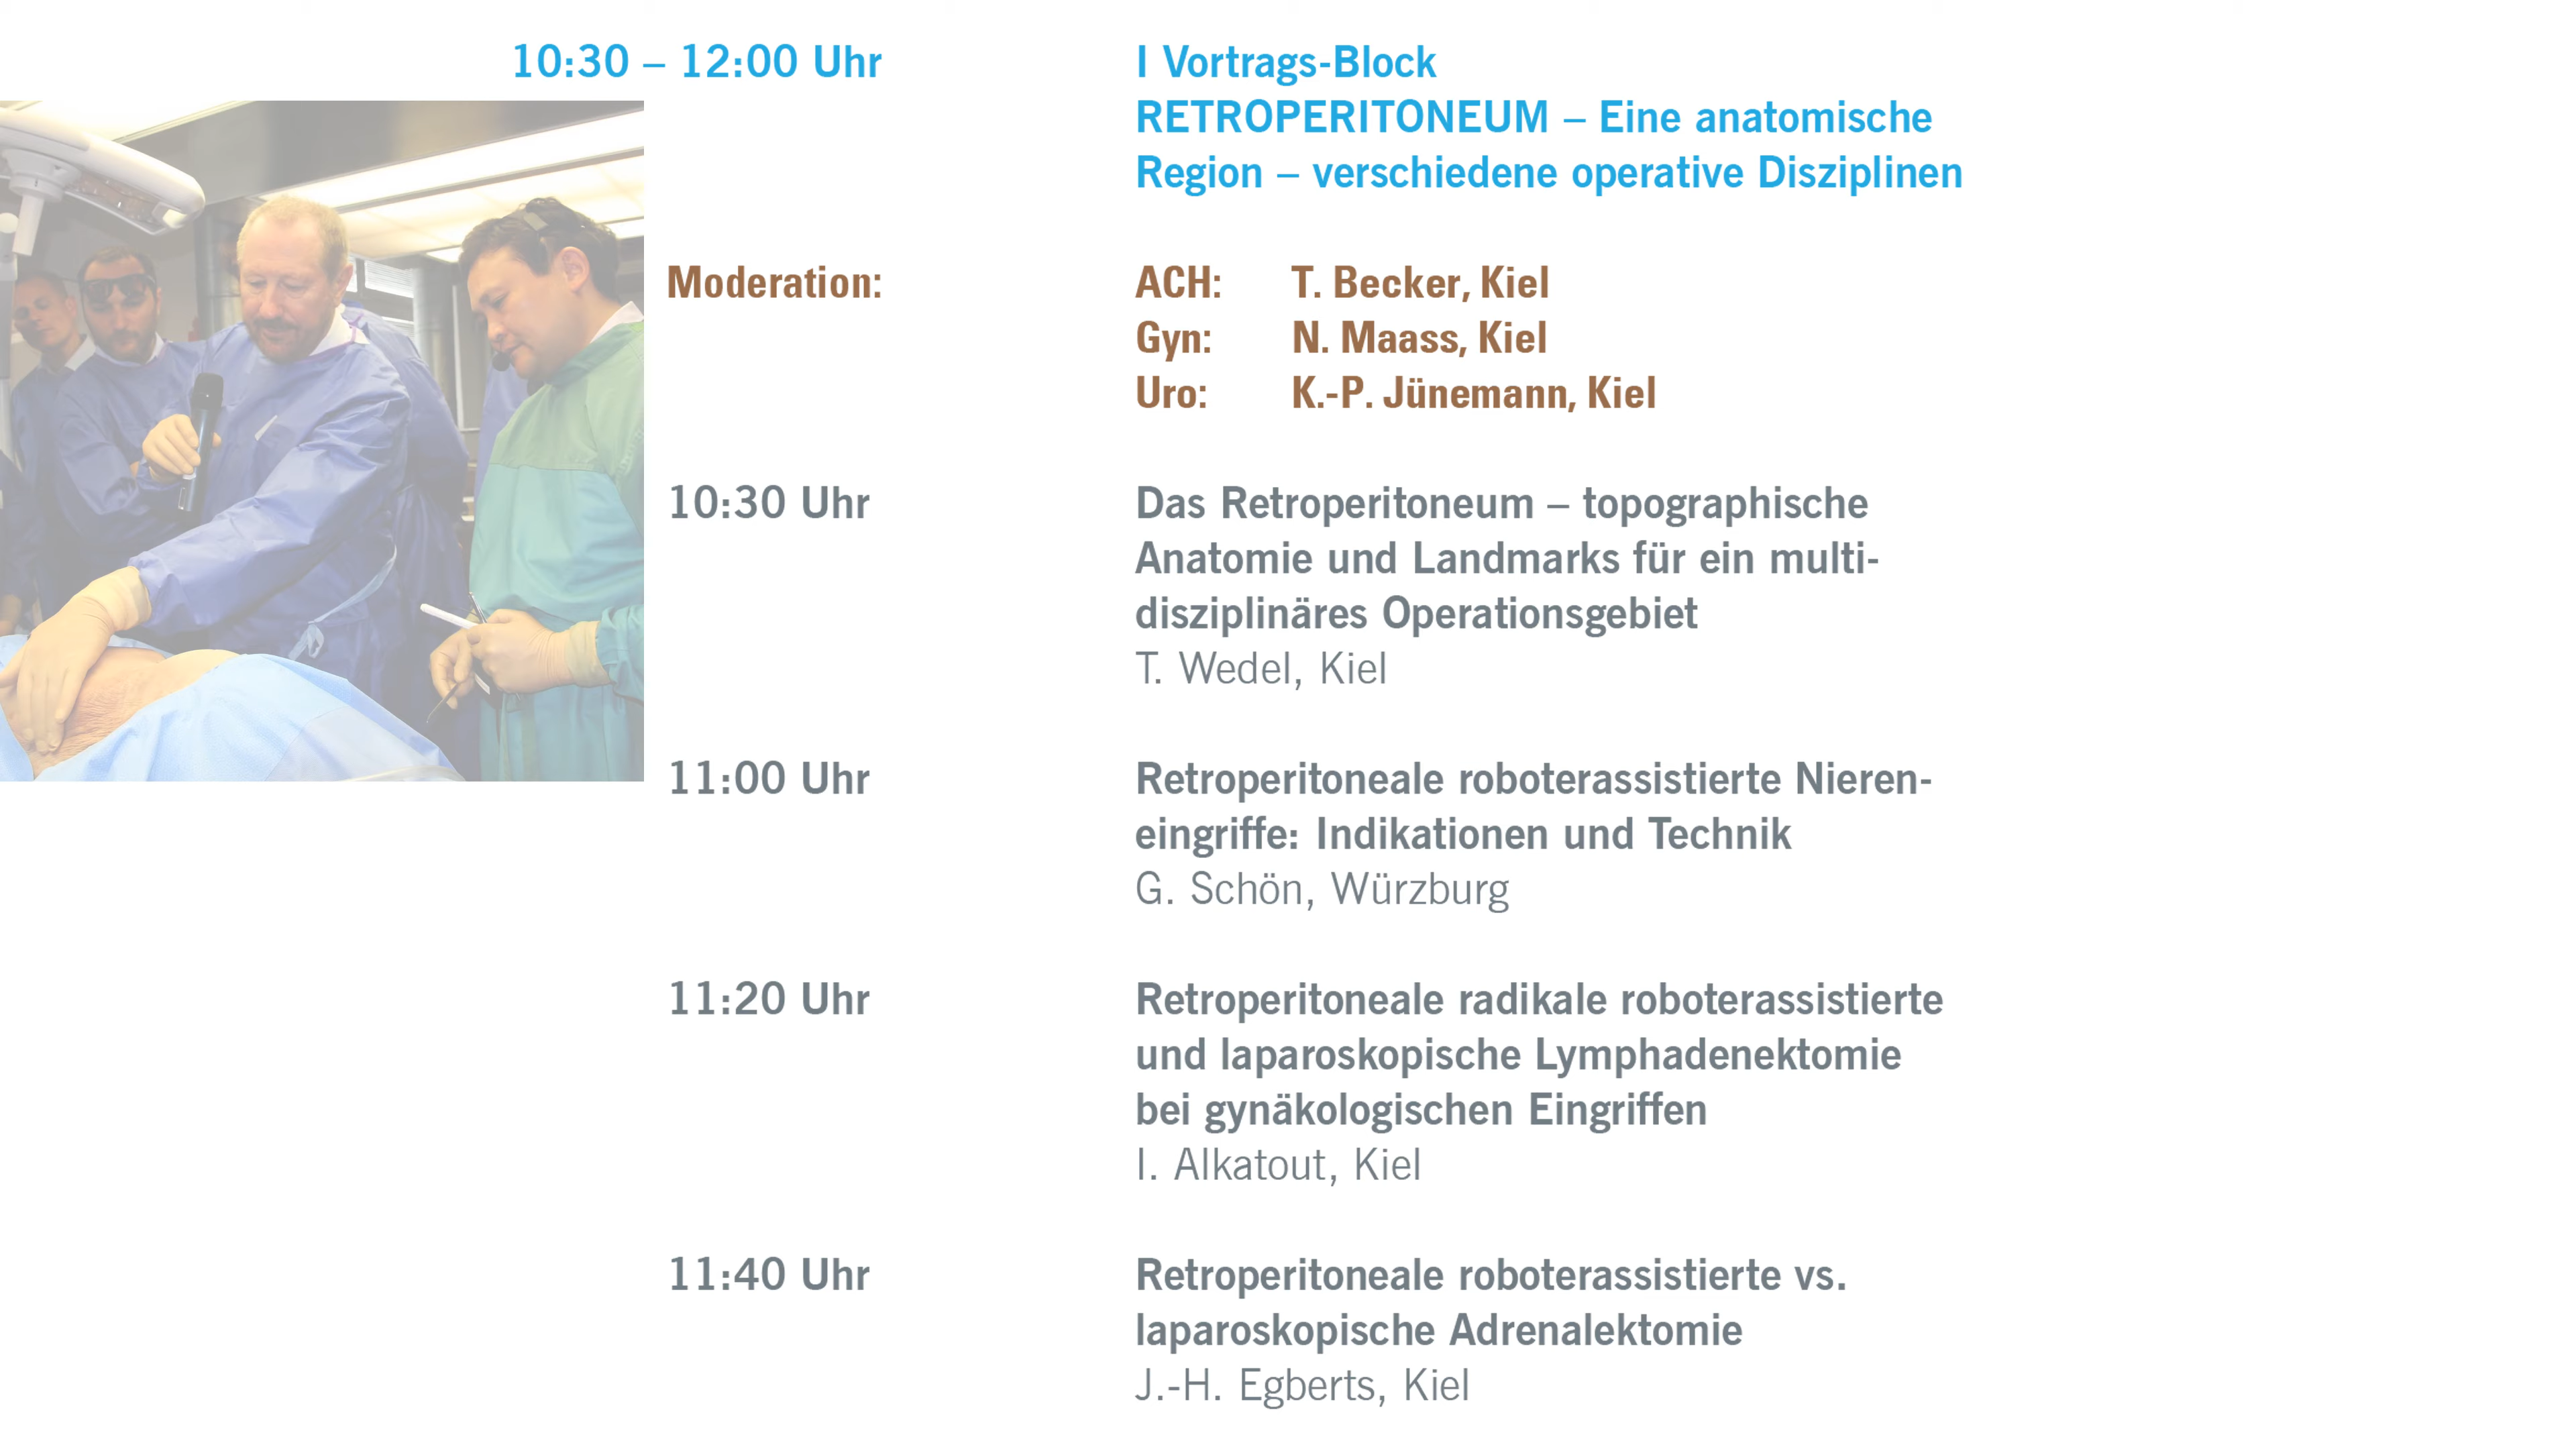 10:30 – 12:00 Uhr
I Vortrags-Block
RETROPERITONEUM – Eine anatomische
Region – verschiedene operative Disziplinen
Moderation:
ACH: T. Becker, Kiel
Gyn: N. Maass, Kiel
Uro: K.-P. Jünemann, Kiel
10:30 Uhr
Das Retroperitoneum – topographische
Anatomie und Landmarks für ein multi-
disziplinäres Operationsgebiet
T. Wedel, Kiel
11:00 Uhr
Retroperitoneale roboterassistierte Nieren-
eingriffe: Indikationen und Technik
G. Schön, Würzburg
11:20 Uhr
Retroperitoneale radikale roboterassistierte
und laparoskopische Lymphadenektomie
bei gynäkologischen Eingriffen
I. Alkatout, Kiel
11:40 Uhr
Retroperitoneale roboterassistierte vs.
laparoskopische Adrenalektomie
J.-H. Egberts, Kiel